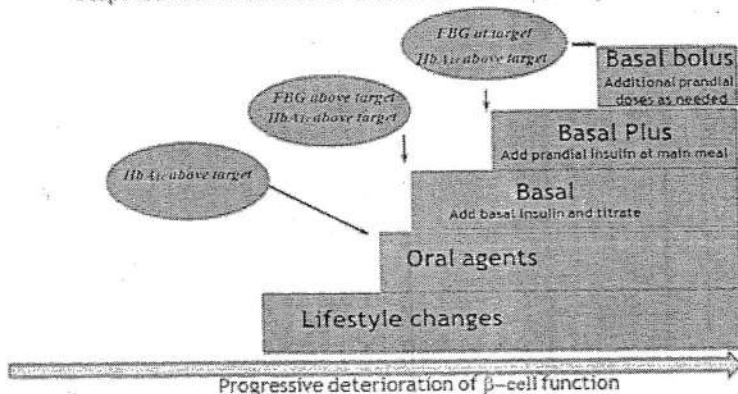 FBG at target
HbA1c above target
Basal bolus
Additional prandial
doses as needed
FBG above target
HbA1c above target
Basal Plus
Add prandial insulin at main meal
HbA1c above target
Basal
Add basal insulin and titrate
Oral agents
Lifestyle changes
Progressive deterioration of β-cell function